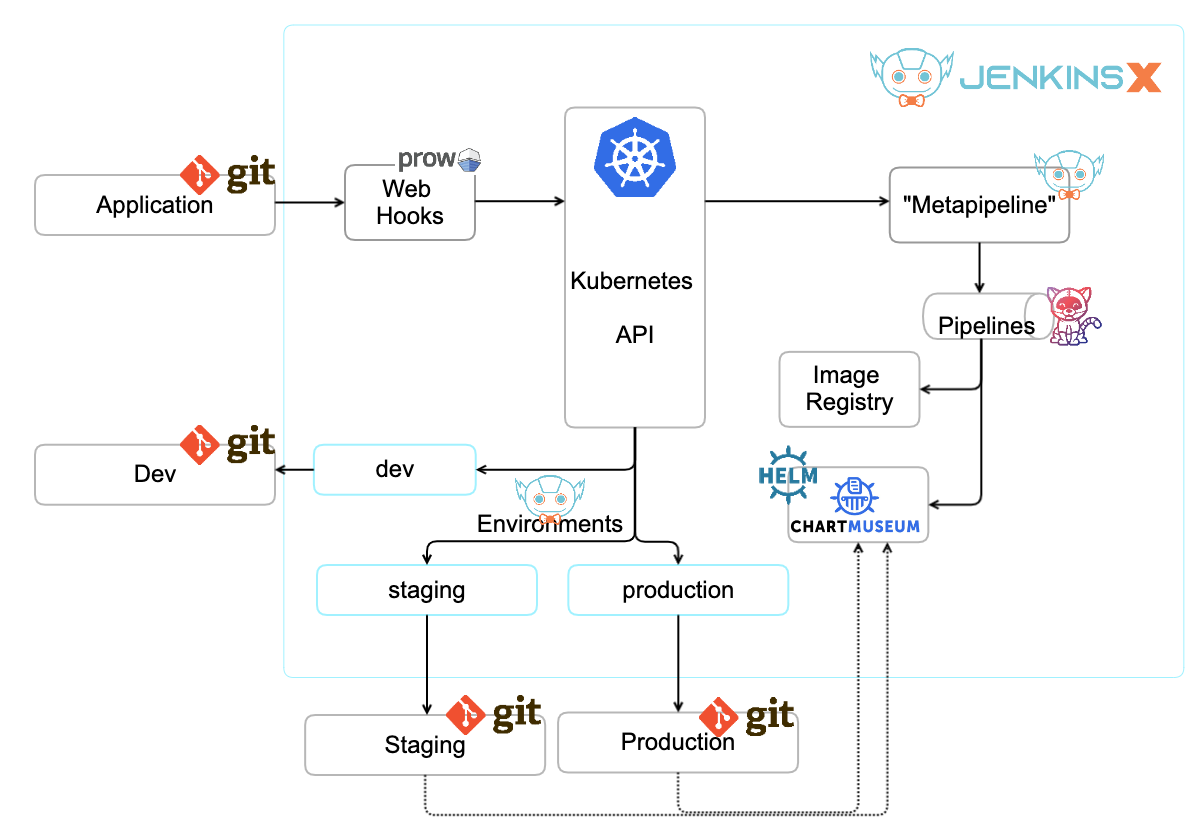 JENKINS X
git
Application
prow
Web
Hooks
Kubernetes
API
"Metapipeline"
Pipelines
Image
Registry
git
Dev
dev
HELM
CHARTMUSEUM
Environments
staging
production
git
Staging
git
Production